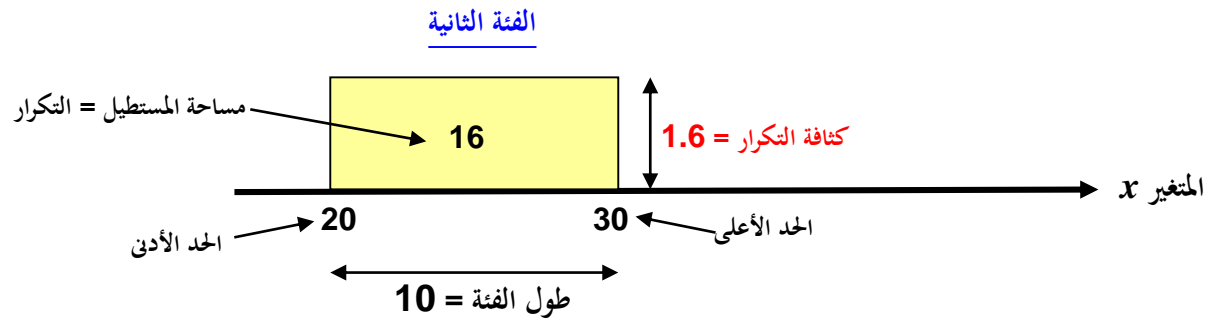 الفئة الثانية
مساحة المستطيل = التكرار
16
كثافة التكرار = 1.6
المتغير x
20
30
الحد الأدنى
الحد الأعلى
طول الفئة = 10